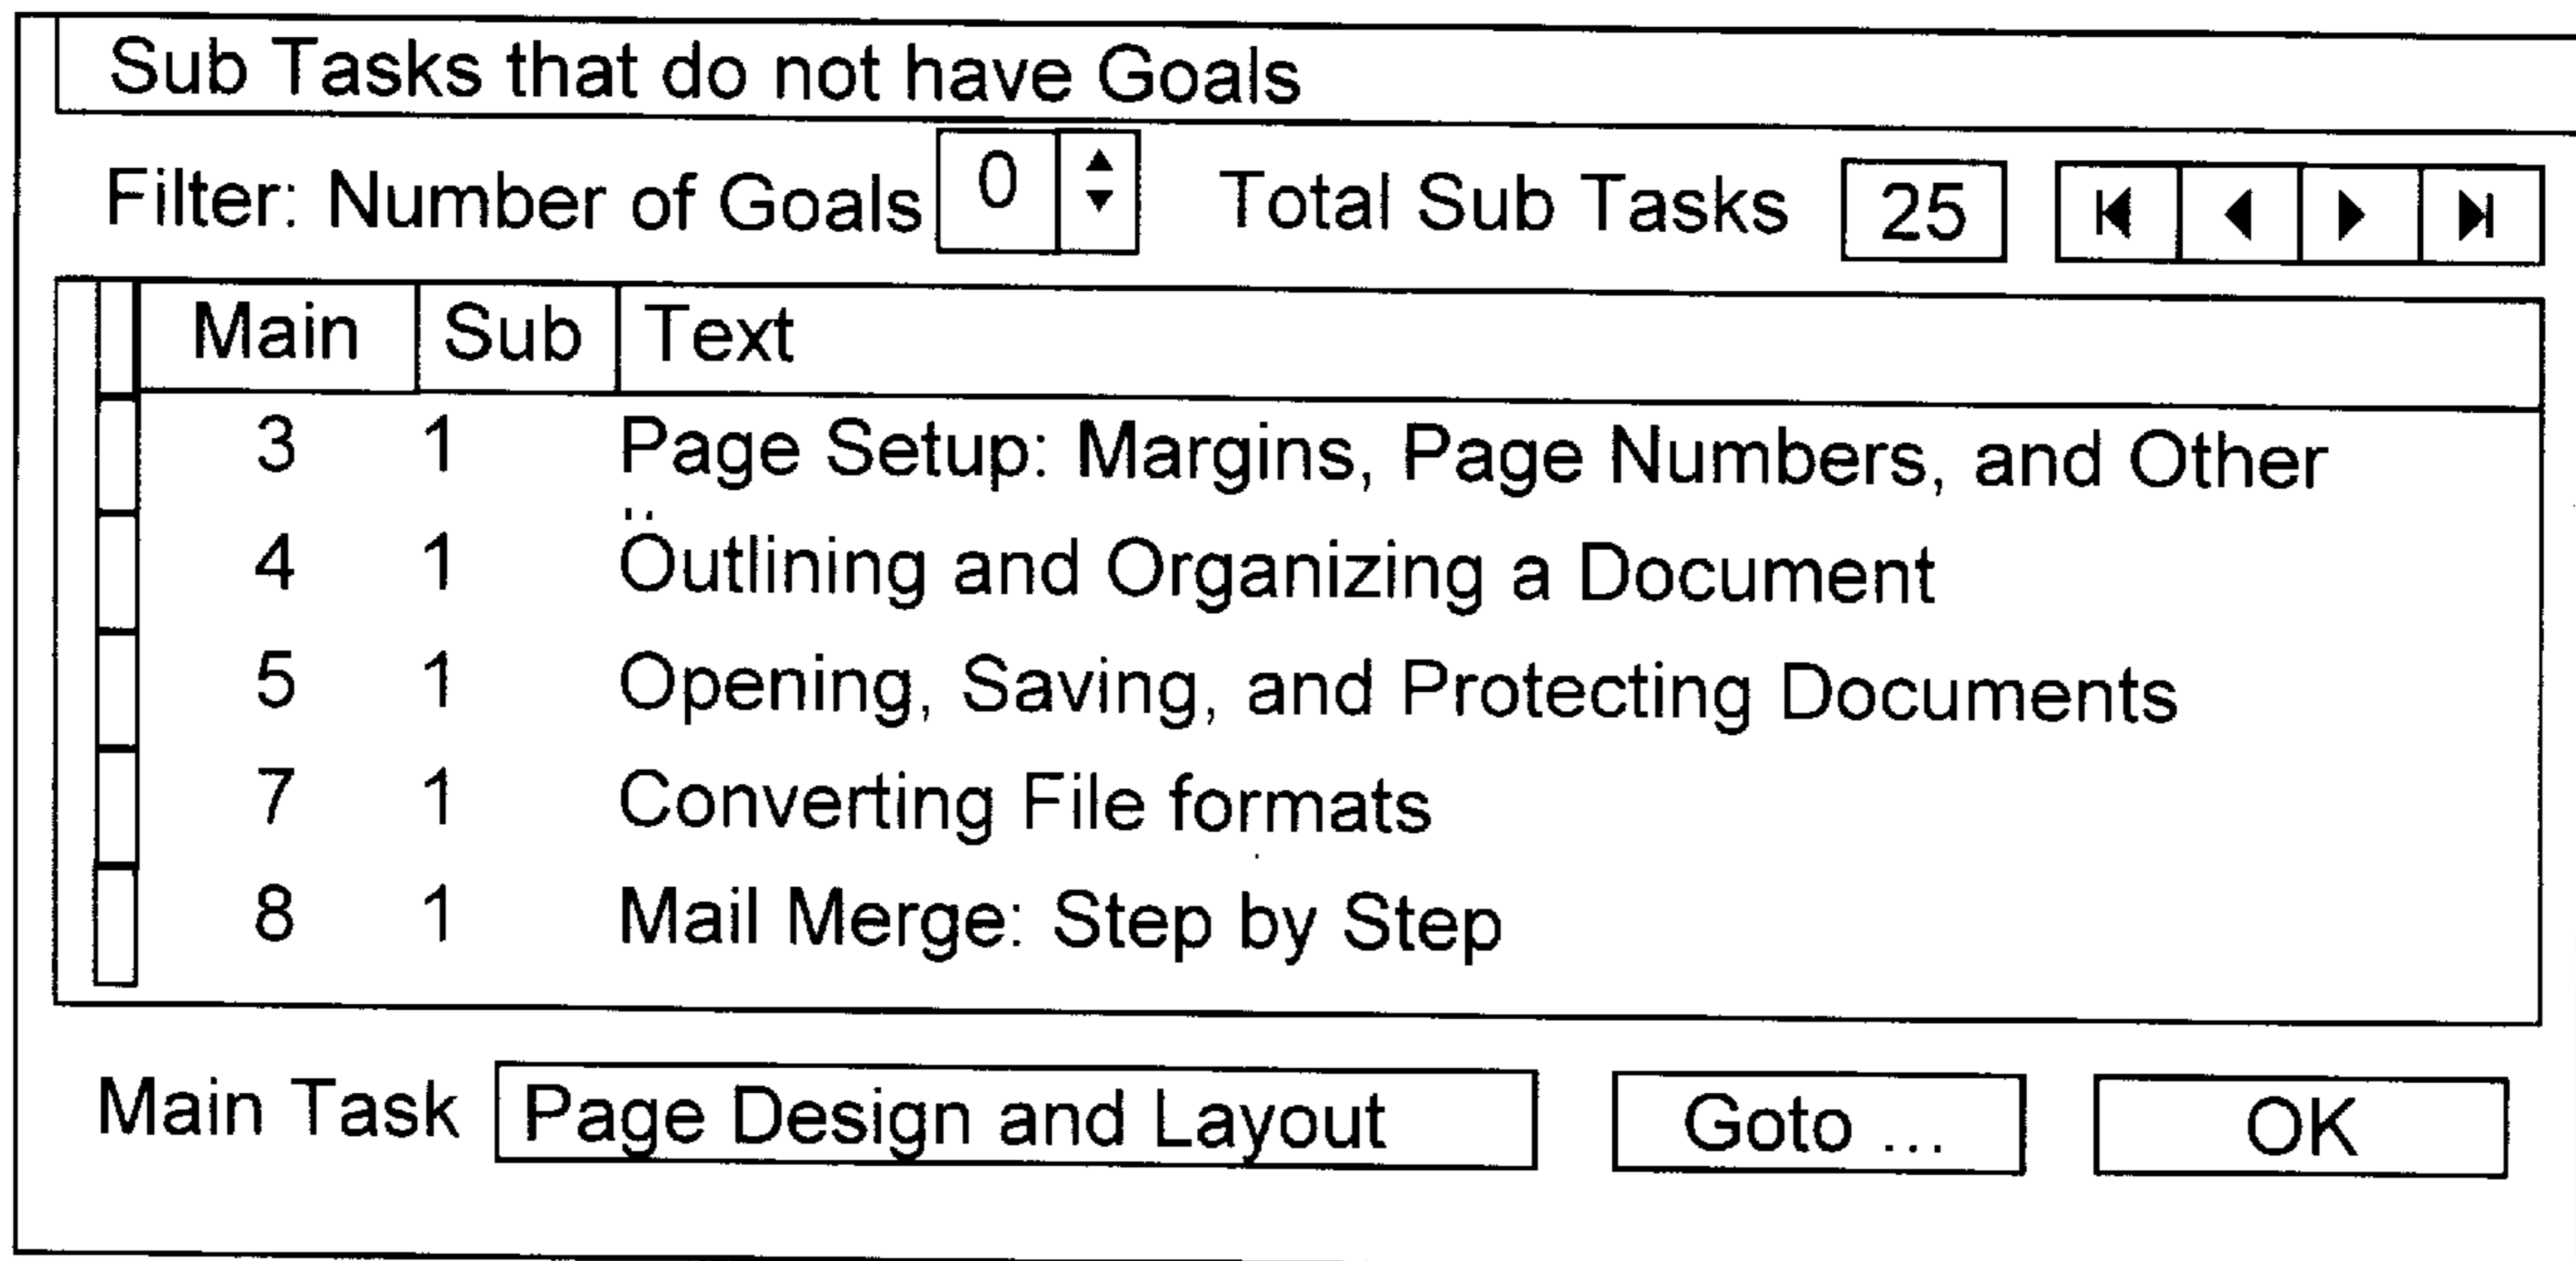 Sub Tasks that do not have Goals
Filter: Number of Goals 0 Total Sub Tasks 25
Main Sub Text
3 1 Page Setup: Margins, Page Numbers, and Other
..
4 1 Outlining and Organizing a Document
5 1 Opening, Saving, and Protecting Documents
7 1 Converting File formats
8 1 Mail Merge: Step by Step
Main Task Page Design and Layout Goto ... OK